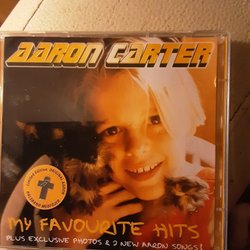 AARON CARTER
MY FAVOURITE HITS
PLUS EXCLUSIVE PHOTOS & 2 NEW AARON SONGS!